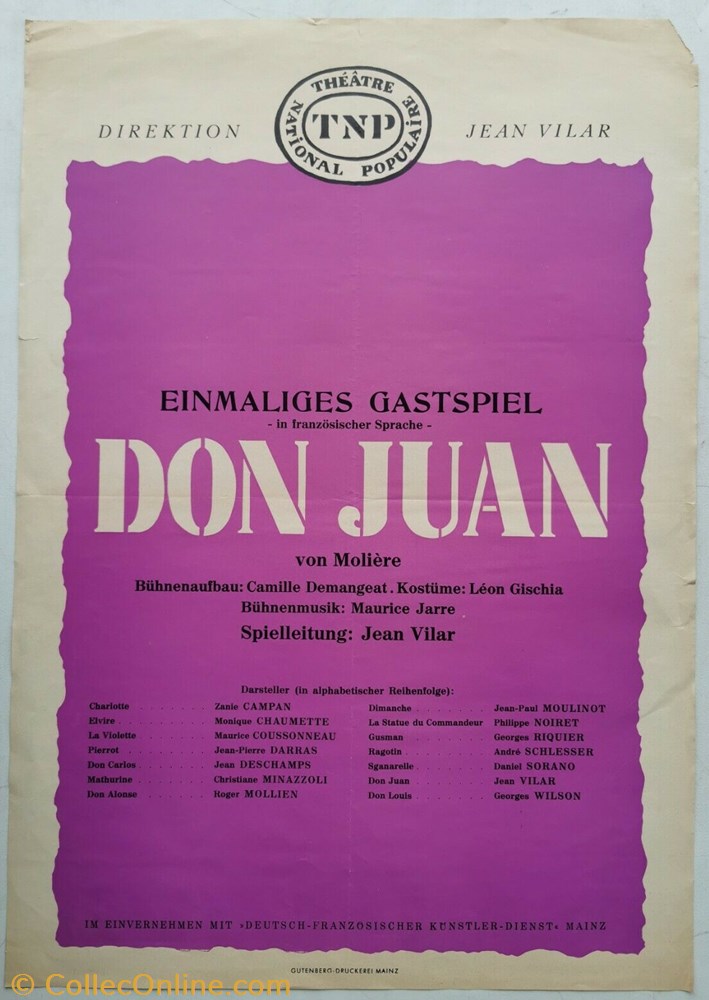 DIREKTION
THÉÂTRE NATIONAL POPULAIRE
TNP
JEAN VILAR
EINMALIGES GASTSPIEL
- in französischer Sprache -
DON JUAN
von Molière
Bühnenaufbau: Camille Demangeat. Kostüme: Léon Gischia
Bühnenmusik: Maurice Jarre
Spielleitung: Jean Vilar
Darsteller (in alphabetischer Reihenfolge):
Charlotte . . . . . . . . Zanie CAMPAN
Elvire . . . . . . . . . Monique CHAUMETTE
La Violette . . . . . . . Maurice COUSSONNEAU
Pierrot . . . . . . . . . Jean-Pierre DARRAS
Don Carlos . . . . . . . . Jean DESCHAMPS
Mathurine . . . . . . . . Christiane MINAZZOLI
Don Alonse . . . . . . . . Roger MOLLIEN
Dimanche . . . . . . . Jean-Paul MOULINOT
La Statue du Commandeur Philippe NOIRET
Gusman . . . . . . . . Georges RIQUIER
Ragotin . . . . . . . . André SCHLESSER
Sganarelle . . . . . . . Daniel SORANO
Don Juan . . . . . . . Jean VILAR
Don Louis . . . . . . . Georges WILSON
IM EINVERNEHMEN MIT »DEUTSCH-FRANZÖSISCHER KÜNSTLER-DIENST« MAINZ
GUTENBERG-DRUCKEREI MAINZ
© CollecOnline.com